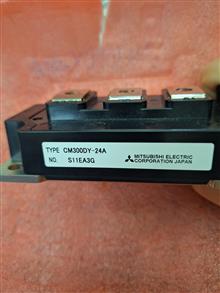 TYPE CM300DY-24A
NO. S11EA3G
MITSUBISHI ELECTRIC
CORPORATION JAPAN